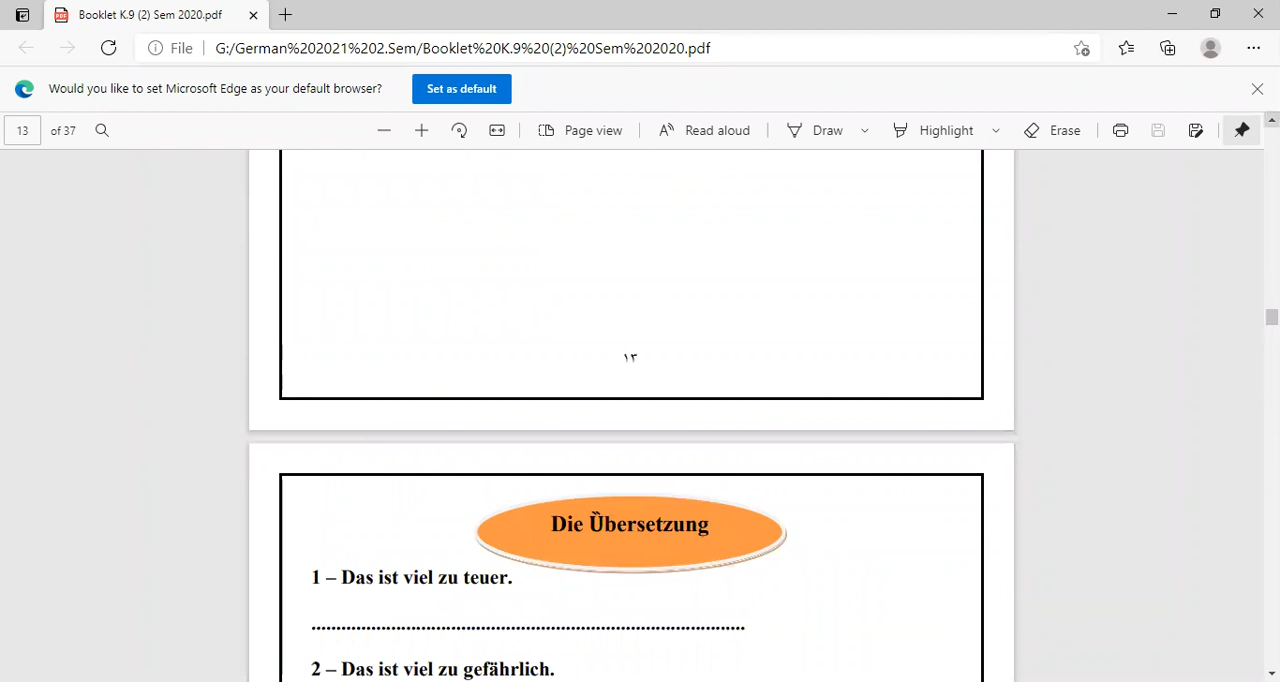 Booklet K.9 (2) Sem 2020.pdf
File | G:/German%202021%202.Sem/Booklet%20K.9%20(2)%20Sem%202020.pdf
Would you like to set Microsoft Edge as your default browser? Set as default
13 of 37 Page view Read aloud Draw Highlight Erase
١٣
Die Ȕbersetzung
1 – Das ist viel zu teuer.
........................................................................................
2 – Das ist viel zu gefährlich.